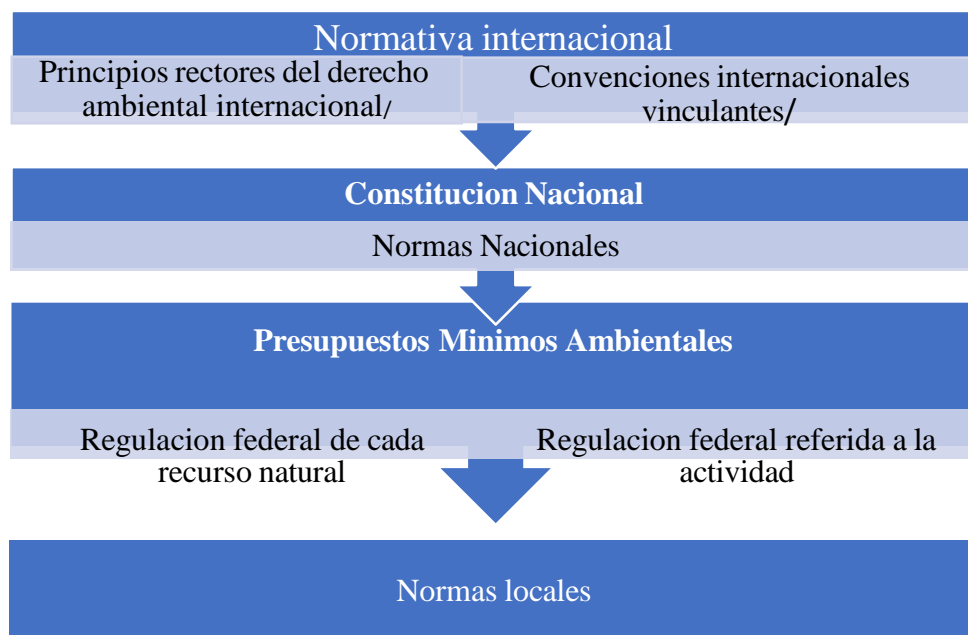 Normativa internacional
Principios rectores del derecho
ambiental internacional/
Convenciones internacionales
vinculantes/
Constitucion Nacional
Normas Nacionales
Presupuestos Minimos Ambientales
Regulacion federal de cada
recurso natural
Regulacion federal referida a la
actividad
Normas locales